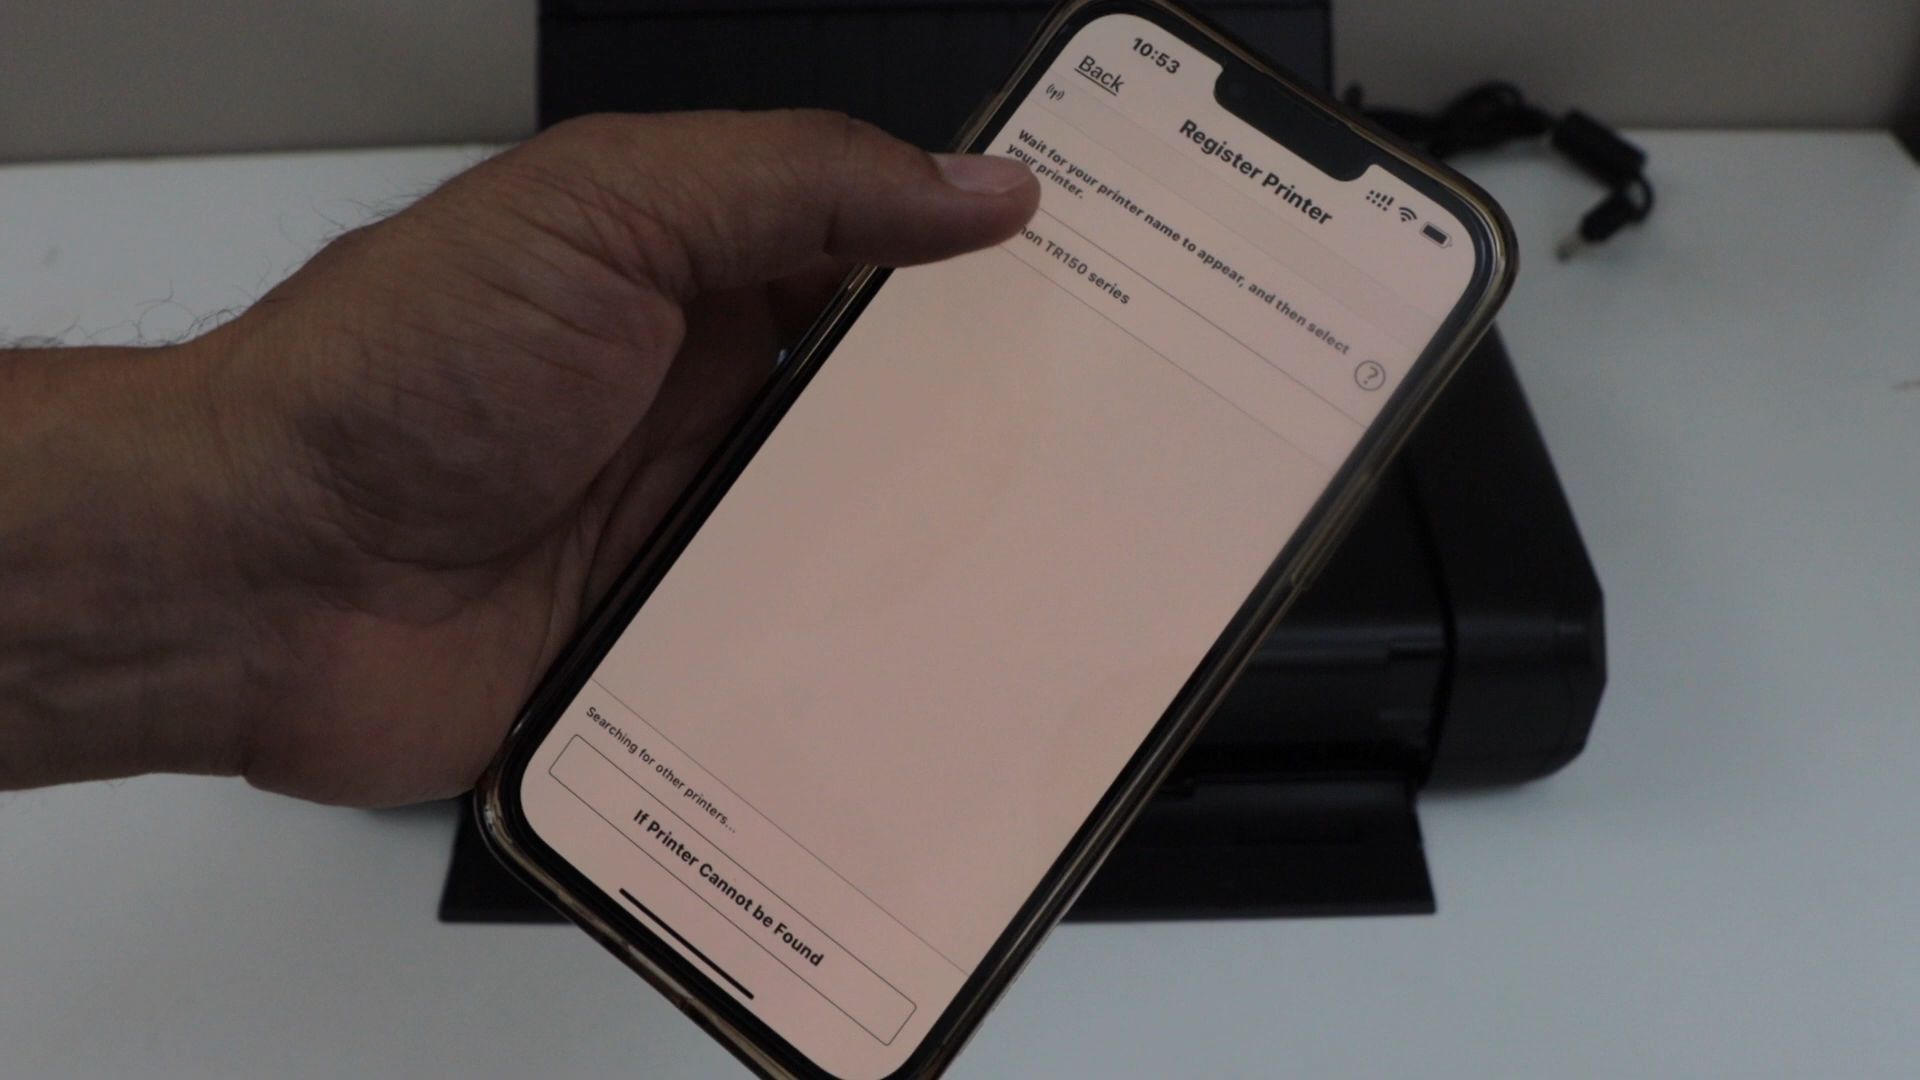 10:53
Back
Register Printer
Wait for your printer name to appear, and then select
your printer.
?
non TR150 series
Searching for other printers...
If Printer Cannot be Found